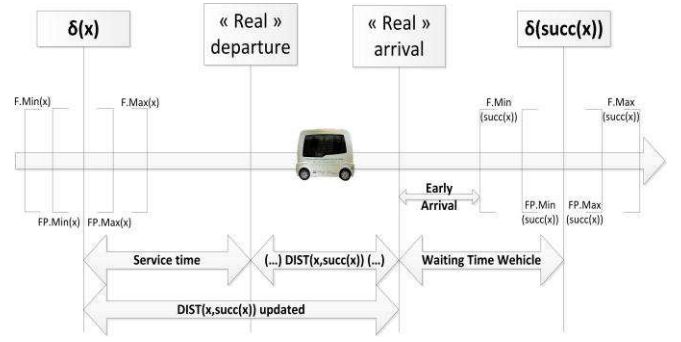 δ(x)
« Real »
departure
« Real »
arrival
δ(succ(x))
F.Min(x)
F.Max(x)
F.Min
(succ(x))
F.Max
(succ(x))
Early
Arrival
FP.Min(x)
FP.Max(x)
FP.Min
(succ(x))
FP.Max
(succ(x))
Service time
(...) DIST(x,succ(x)) (...)
Waiting Time Wehicle
DIST(x,succ(x)) updated